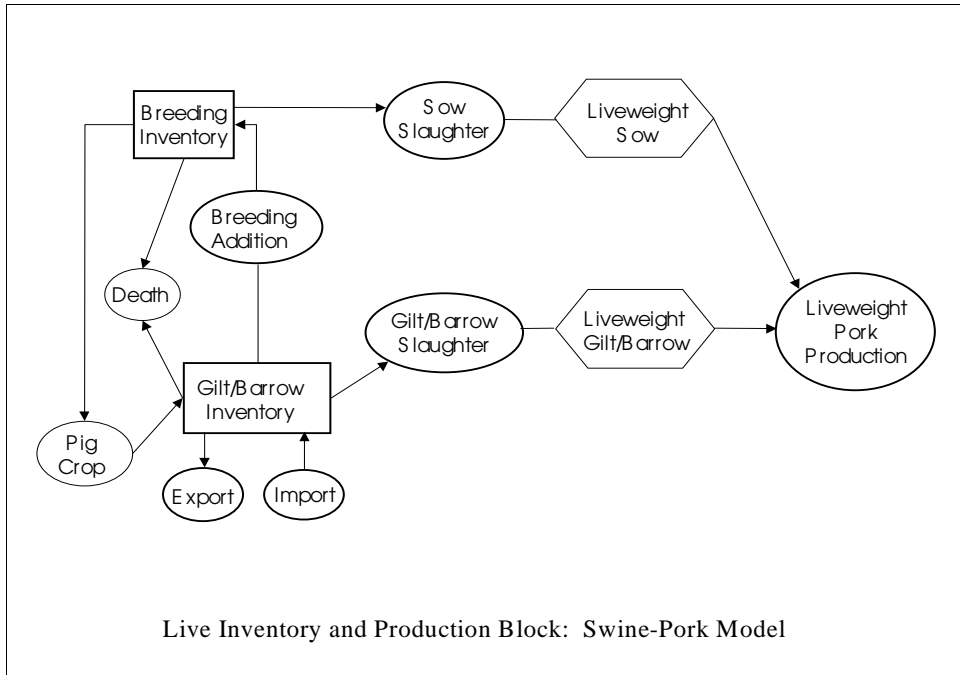 Breeding
Inventory
Sow
Slaughter
Liveweight
Sow
Breeding
Addition
Death
Gilt/Barrow
Slaughter
Liveweight
Gilt/Barrow
Liveweight
Pork
Production
Gilt/Barrow
Inventory
Pig
Crop
Export
Import
Live Inventory and Production Block: Swine-Pork Model